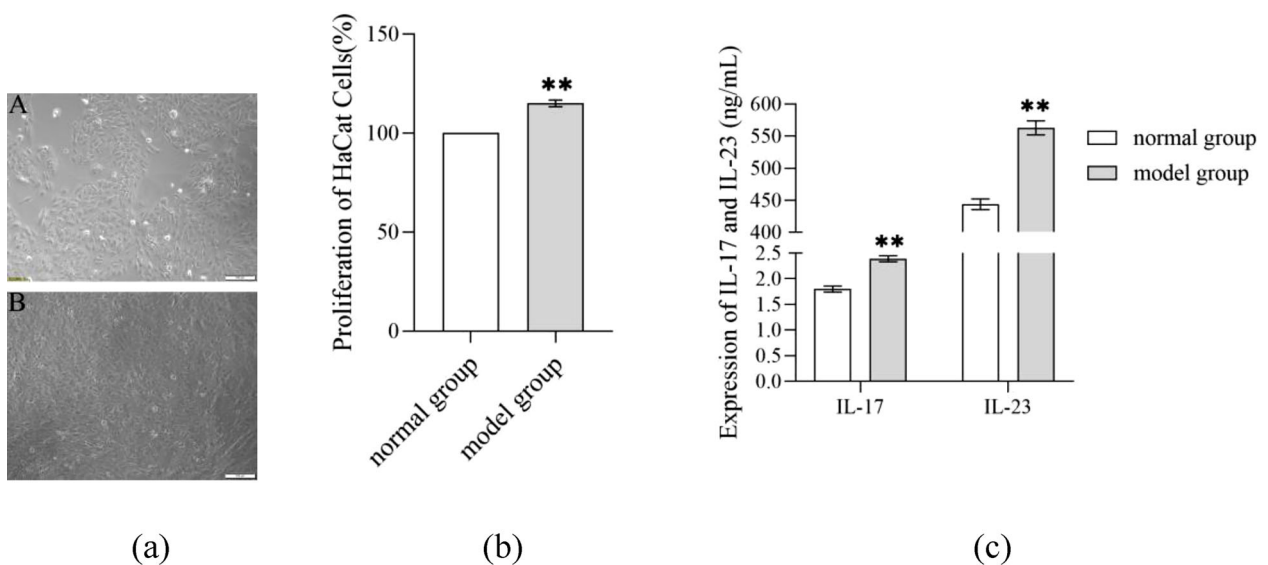 A
B
(a)
Proliferation of HaCat Cells(%)
150
100
50
0
**
normal group
model group
(b)
Expression of IL-17 and IL-23 (ng/mL)
600
550
500
450
400
2.5
2.0
1.5
1.0
0.5
0.0
**
**
IL-17
IL-23
normal group
model group
(c)